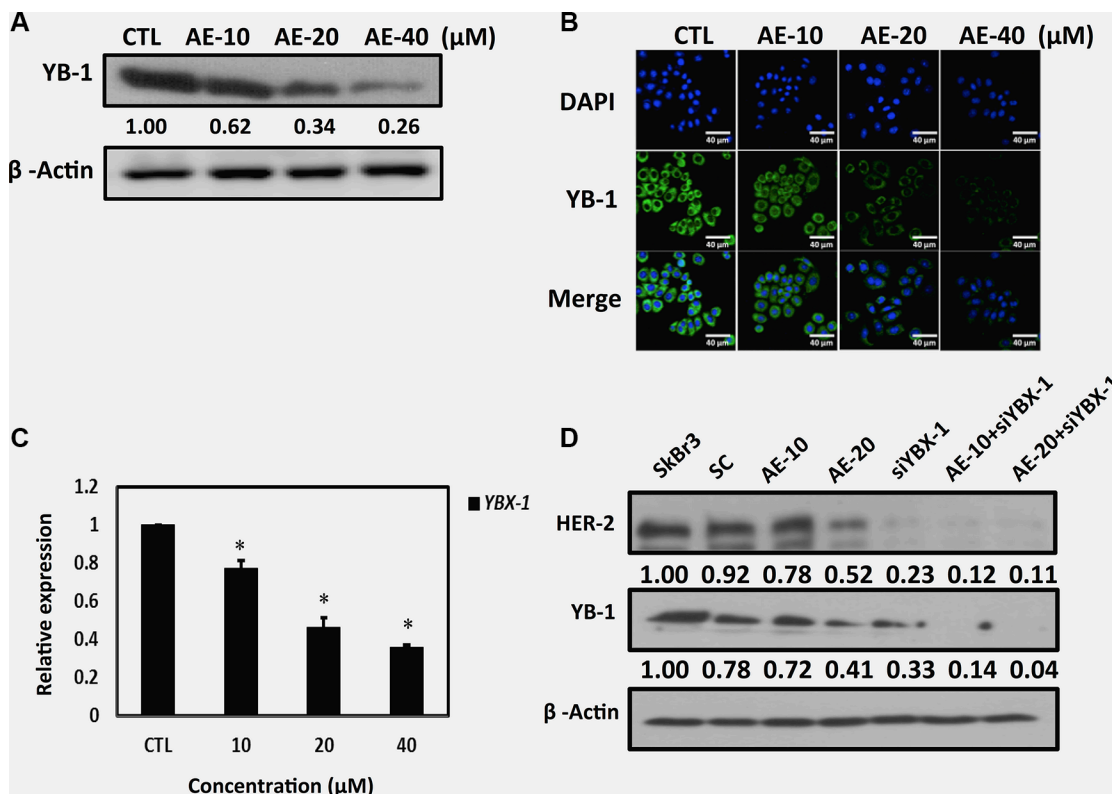 A
CTL AE-10 AE-20 AE-40 (μM)
YB-1
1.00 0.62 0.34 0.26
β -Actin
B
CTL AE-10 AE-20 AE-40 (μM)
DAPI
40 μm 40 μm 40 μm 40 μm
YB-1
40 μm 40 μm 40 μm 40 μm
Merge
40 μm 40 μm 40 μm 40 μm
C
1.2
1
0.8
0.6
0.4
0.2
0
Relative expression
* * *
YBX-1
CTL 10 20 40
Concentration (μM)
D
SkBr3 SC AE-10 AE-20 siYBX-1 AE-10+siYBX-1 AE-20+siYBX-1
HER-2
1.00 0.92 0.78 0.52 0.23 0.12 0.11
YB-1
1.00 0.78 0.72 0.41 0.33 0.14 0.04
β -Actin